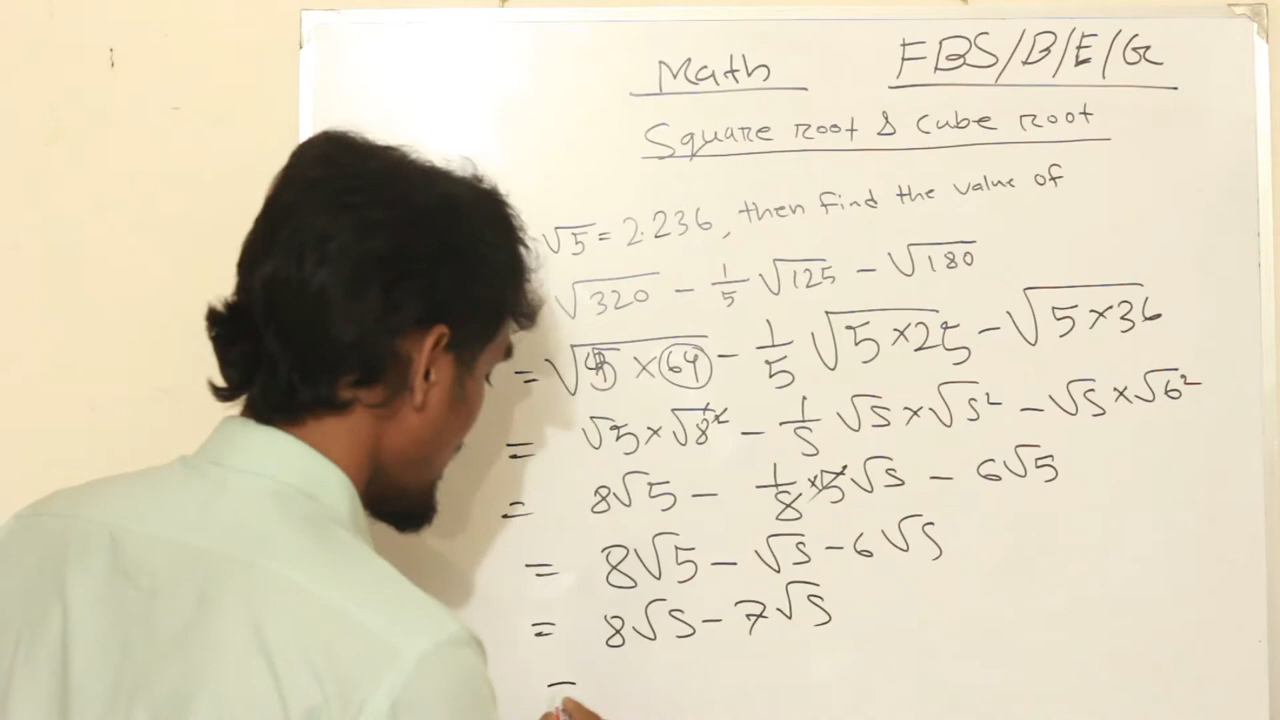 Math
FBS/B/E/G
Square root & cube root
√5 = 2.236, then find the value of
√320 - 1/5 √125 - √180
= √5 × 64 - 1/5 √5 × 25 - √5 × 36
= √5 × √8² - 1/5 √5 × √5² - √5 × √6²
= 8√5 - 1/8 × 5√5 - 6√5
= 8√5 - √5 - 6√5
= 8√5 - 7√5